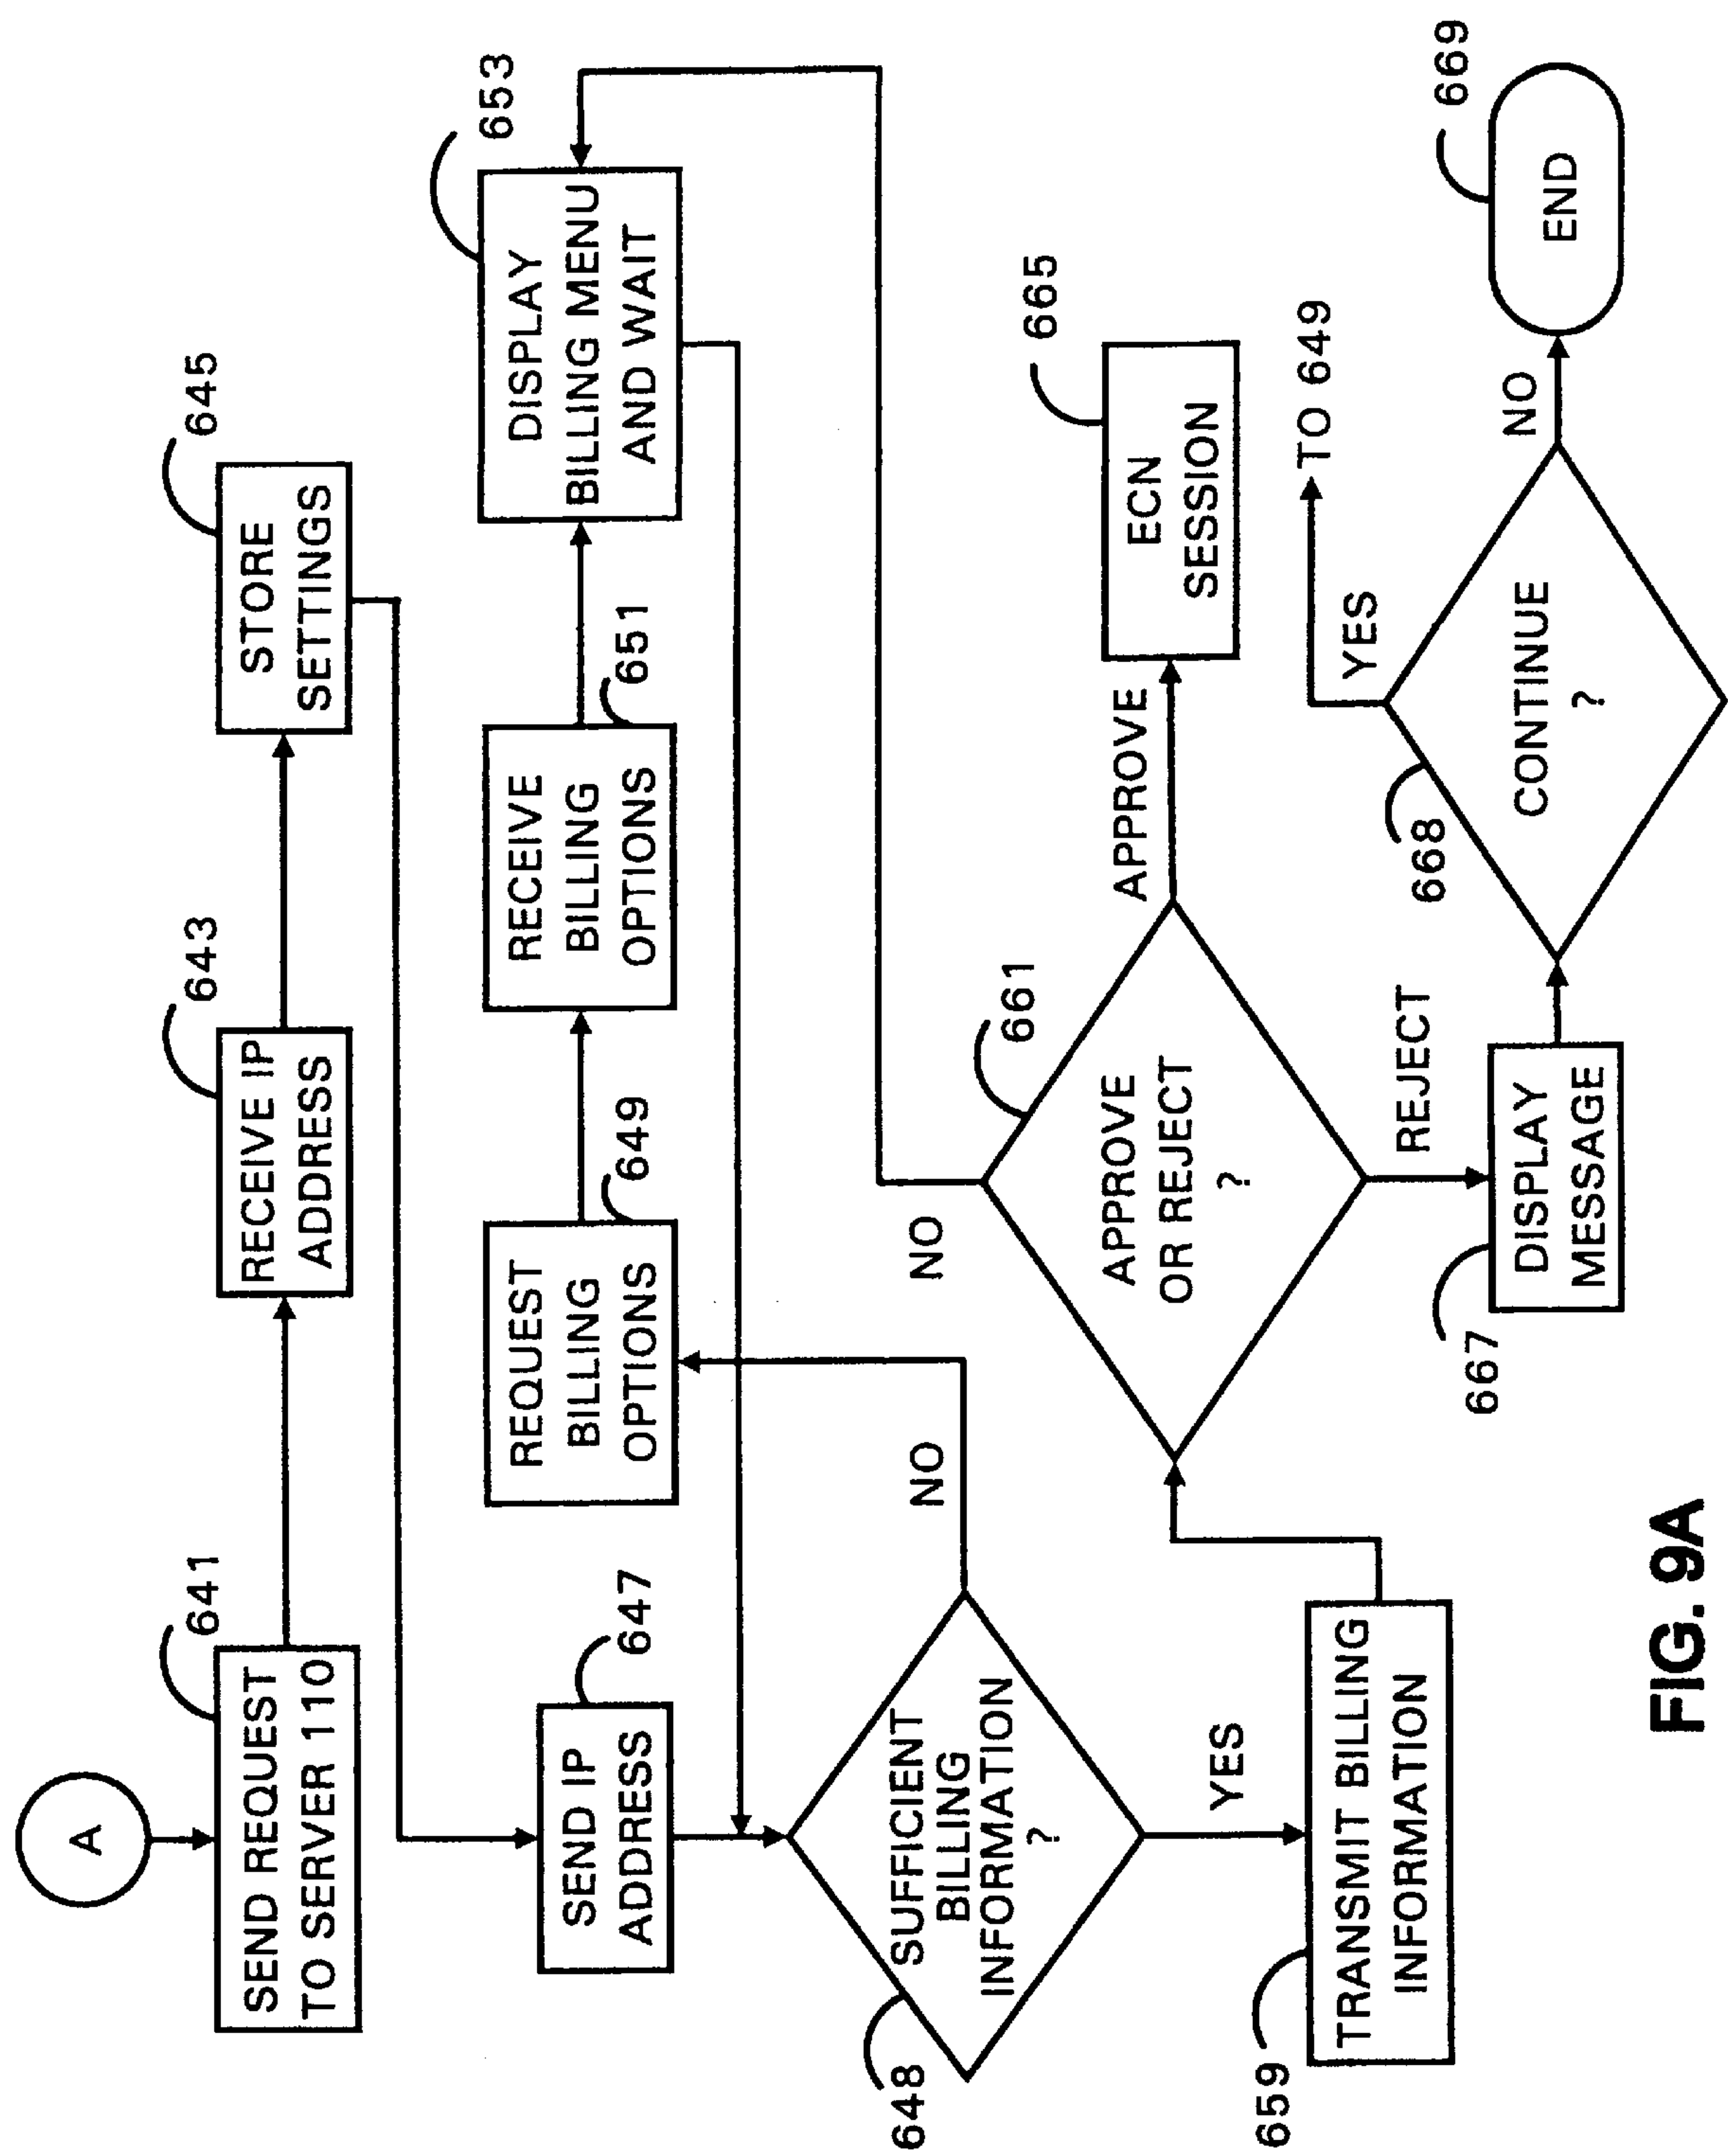 A
641
SEND REQUEST
TO SERVER 110
643
RECEIVE IP
ADDRESS
645
STORE
SETTINGS
647
SEND IP
ADDRESS
649
REQUEST
BILLING
OPTIONS
651
RECEIVE
BILLING
OPTIONS
653
DISPLAY
BILLING MENU
AND WAIT
648
SUFFICIENT
BILLING
INFORMATION
?
NO
YES
659
TRANSMIT BILLING
INFORMATION
661
APPROVE
OR REJECT
?
NO
APPROVE
665
ECN
SESSION
REJECT
667
DISPLAY
MESSAGE
668
CONTINUE
?
YES
TO 649
NO
669
END
FIG. 9A